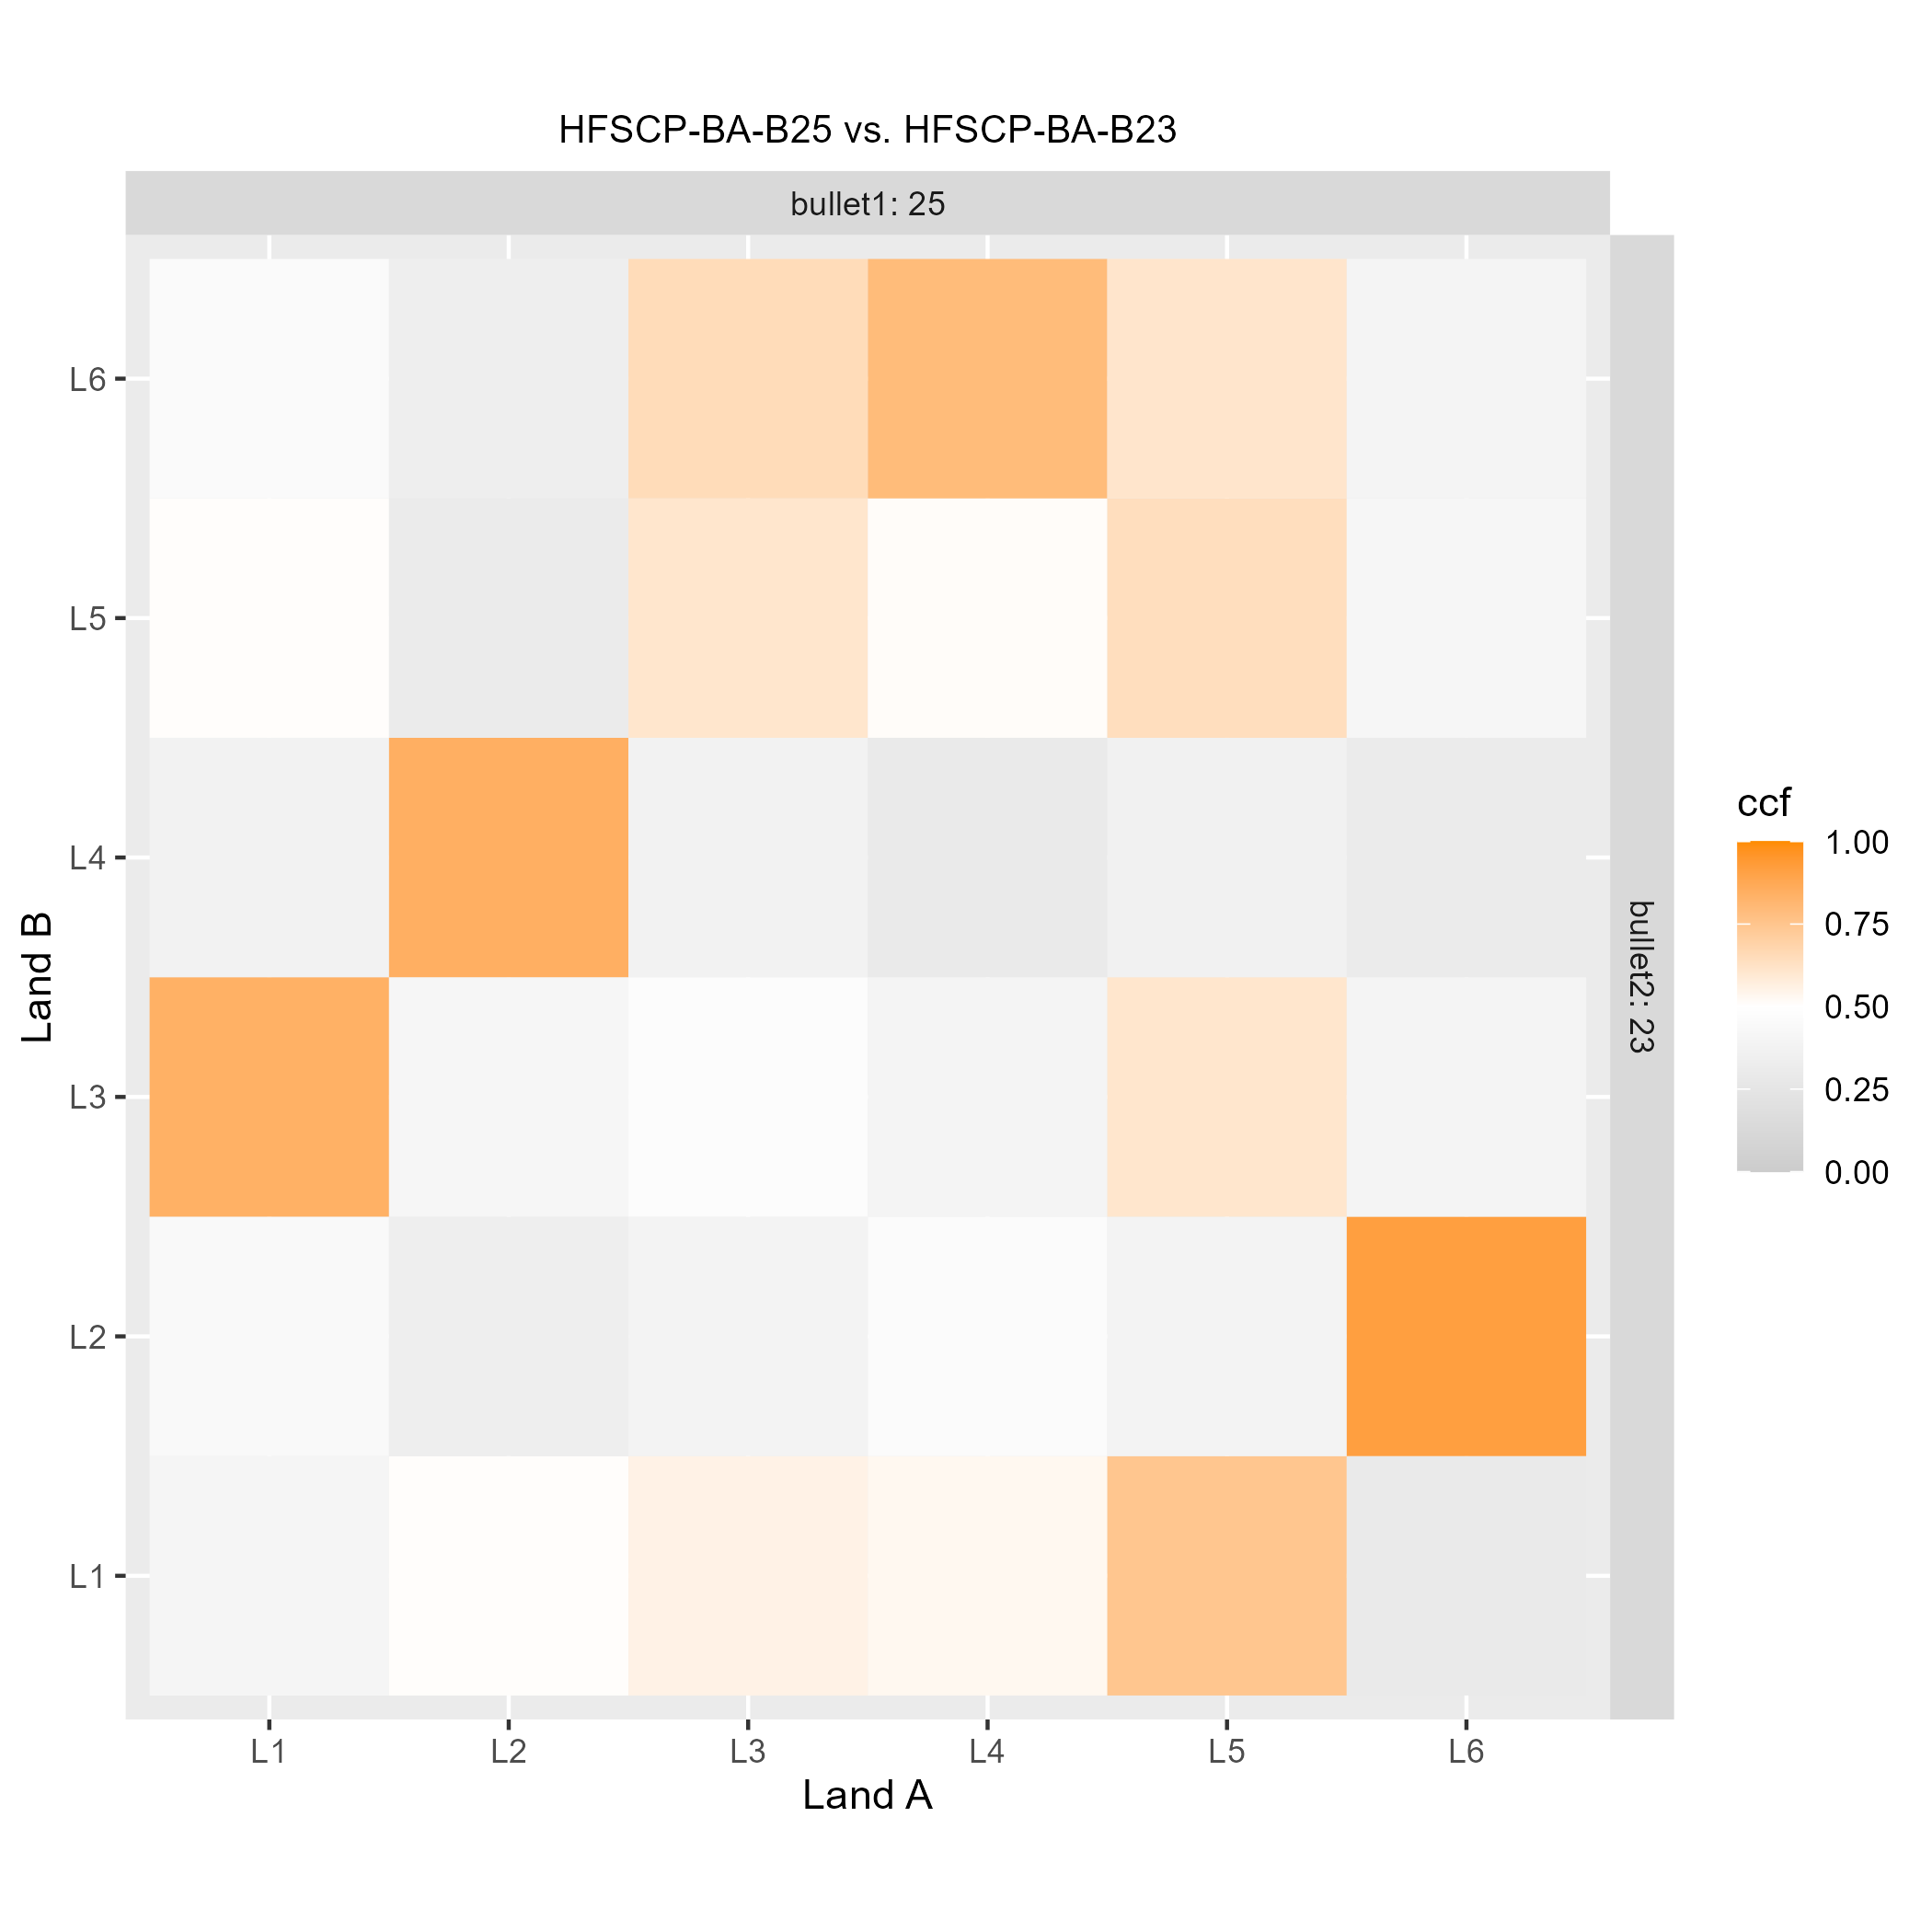 HFSCP-BA-B25 vs. HFSCP-BA-B23
bullet1: 25
L6
L5
L4
L3
L2
L1
Land B
bullet2: 23
ccf
1.00
0.75
0.50
0.25
0.00
L1 L2 L3 L4 L5 L6
Land A